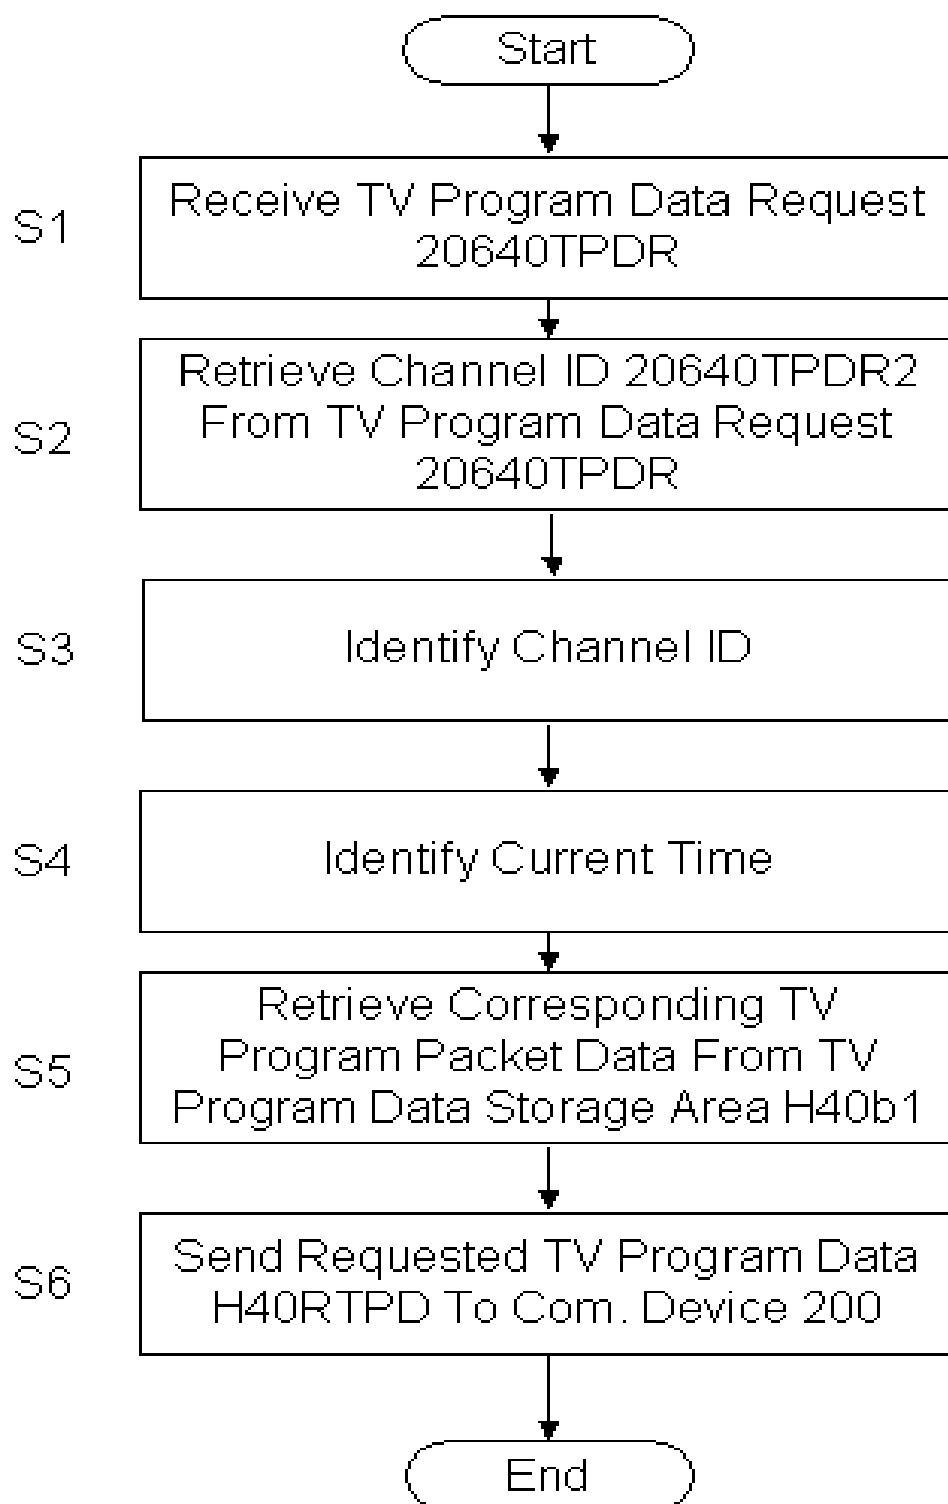 Start
S1
Receive TV Program Data Request
20640TPDR
S2
Retrieve Channel ID 20640TPDR2
From TV Program Data Request
20640TPDR
S3
Identify Channel ID
S4
Identify Current Time
S5
Retrieve Corresponding TV
Program Packet Data From TV
Program Data Storage Area H40b1
S6
Send Requested TV Program Data
H40RTPD To Com. Device 200
End